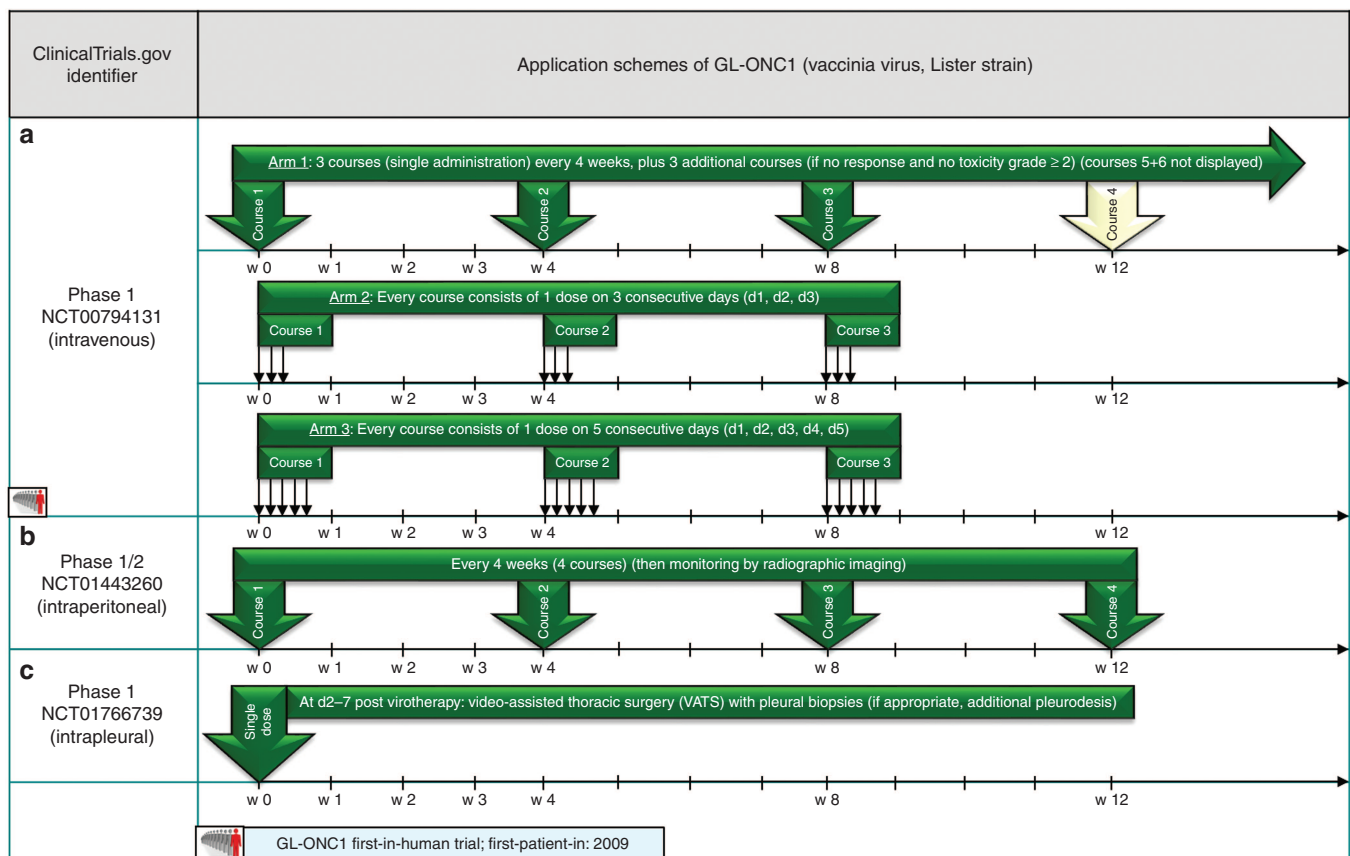 ClinicalTrials.gov
identifier
Application schemes of GL-ONC1 (vaccinia virus, Lister strain)
a
Phase 1
NCT00794131
(intravenous)
Arm 1: 3 courses (single administration) every 4 weeks, plus 3 additional courses (if no response and no toxicity grade ≥ 2) (courses 5+6 not displayed)
Course 1
Course 2
Course 3
Course 4
w 0 w 1 w 2 w 3 w 4 w 8 w 12
Arm 2: Every course consists of 1 dose on 3 consecutive days (d1, d2, d3)
Course 1 Course 2 Course 3
w 0 w 1 w 2 w 3 w 4 w 8 w 12
Arm 3: Every course consists of 1 dose on 5 consecutive days (d1, d2, d3, d4, d5)
Course 1 Course 2 Course 3
w 0 w 1 w 2 w 3 w 4 w 8 w 12
b
Phase 1/2
NCT01443260
(intraperitoneal)
Every 4 weeks (4 courses) (then monitoring by radiographic imaging)
Course 1
Course 2
Course 3
Course 4
w 0 w 1 w 2 w 3 w 4 w 8 w 12
c
Phase 1
NCT01766739
(intrapleural)
Single
dose
At d2–7 post virotherapy: video-assisted thoracic surgery (VATS) with pleural biopsies (if appropriate, additional pleurodesis)
w 0 w 1 w 2 w 3 w 4 w 8 w 12
GL-ONC1 first-in-human trial; first-patient-in: 2009